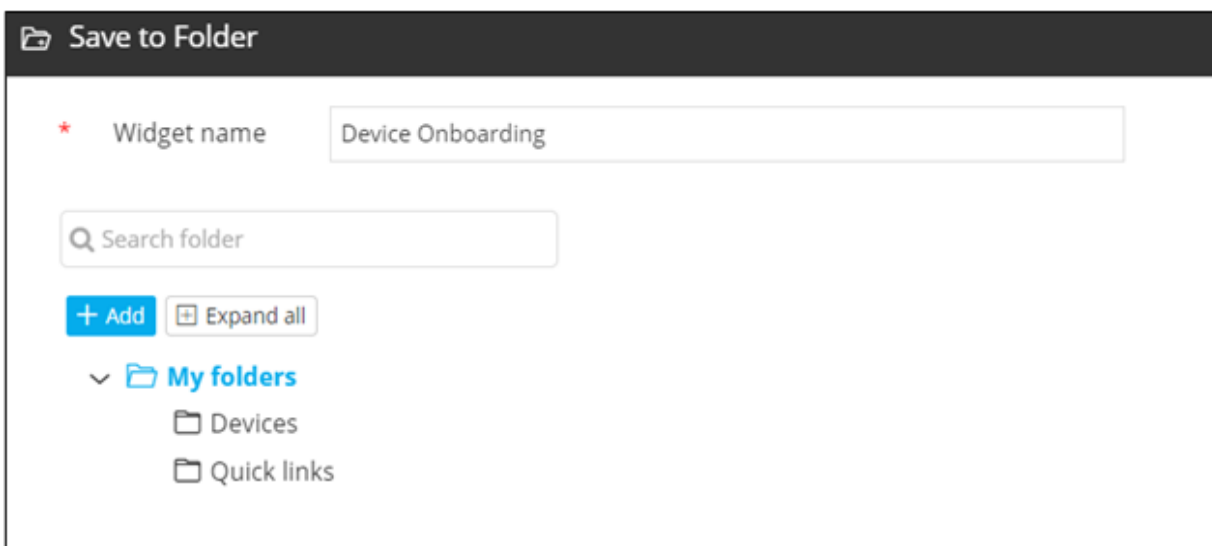 Save to Folder
* Widget name Device Onboarding
Search folder
+ Add Expand all
My folders
Devices
Quick links